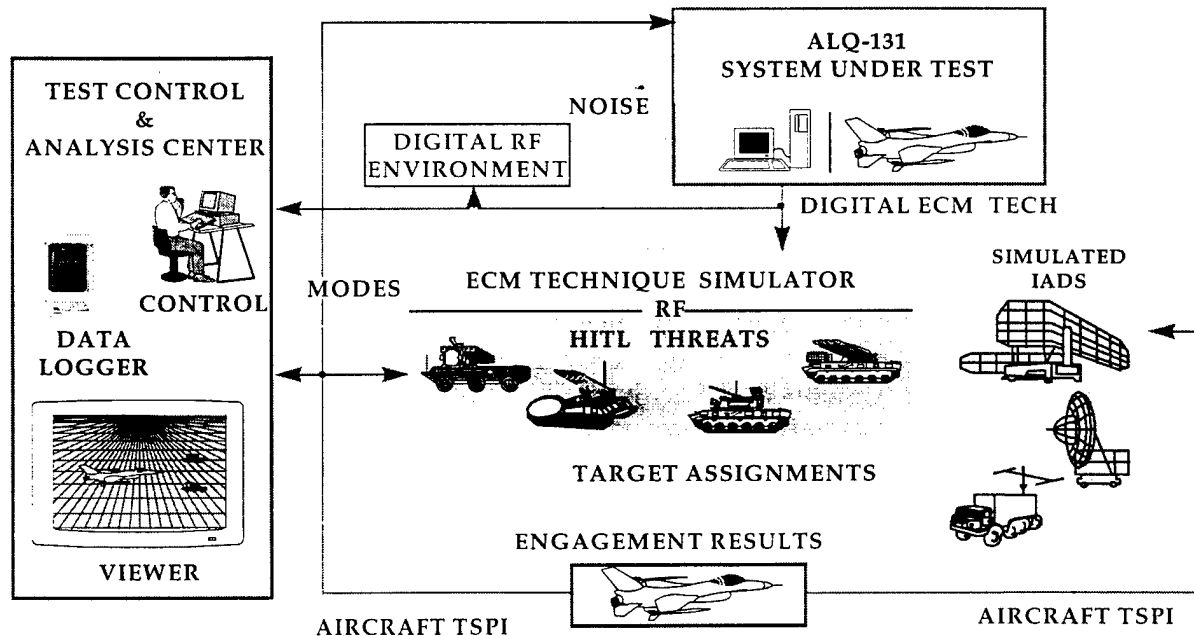 TEST CONTROL
&
ANALYSIS CENTER
CONTROL
DATA
LOGGER
VIEWER
ALQ-131
SYSTEM UNDER TEST
NOISE
DIGITAL RF
ENVIRONMENT
DIGITAL ECM TECH
MODES
ECM TECHNIQUE SIMULATOR
RF
HITL THREATS
SIMULATED
IADS
TARGET ASSIGNMENTS
ENGAGEMENT RESULTS
AIRCRAFT TSPI
AIRCRAFT TSPI